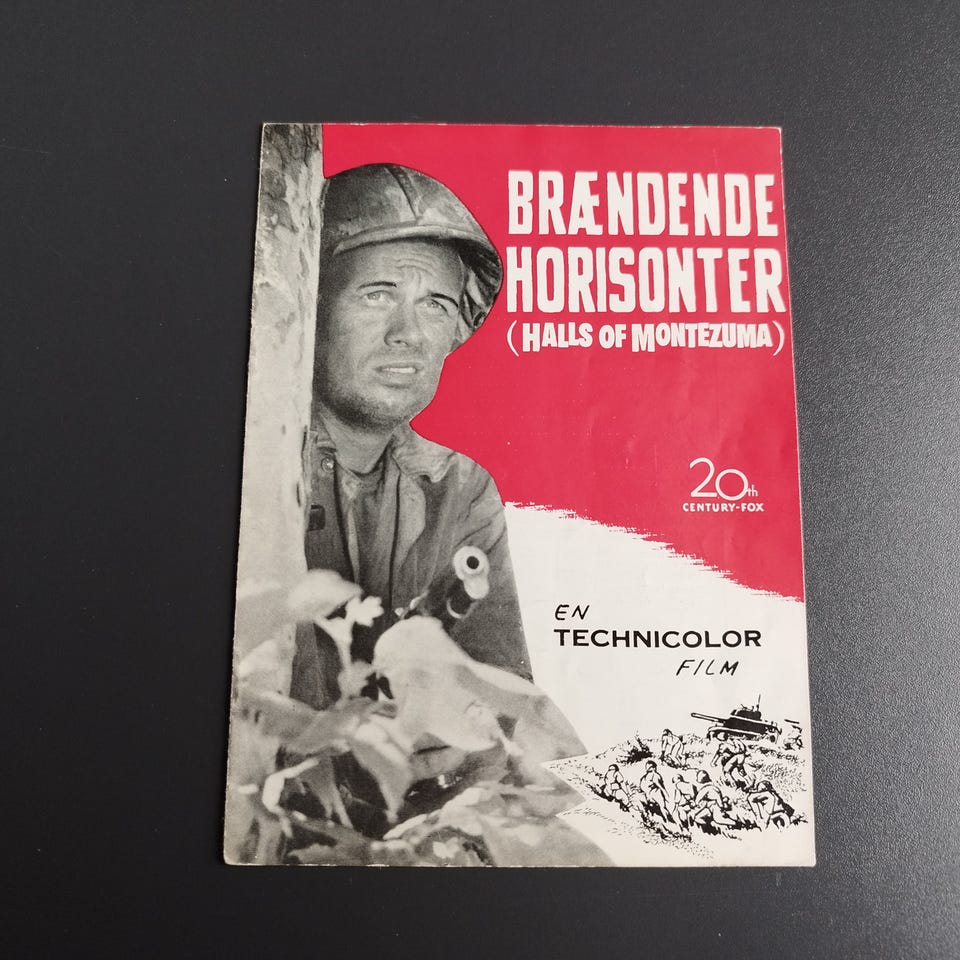 BRÆNDENDE
HORISONTER
(HALLS OF MONTEZUMA)
20th
CENTURY-FOX
EN
TECHNICOLOR
FILM